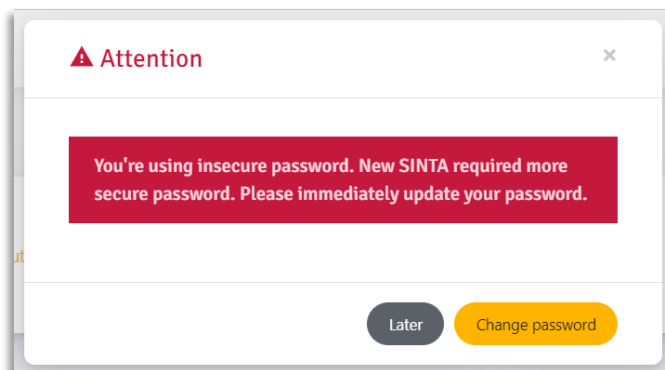 Attention
You're using insecure password. New SINTA required more
secure password. Please immediately update your password.
ut
Later
Change password